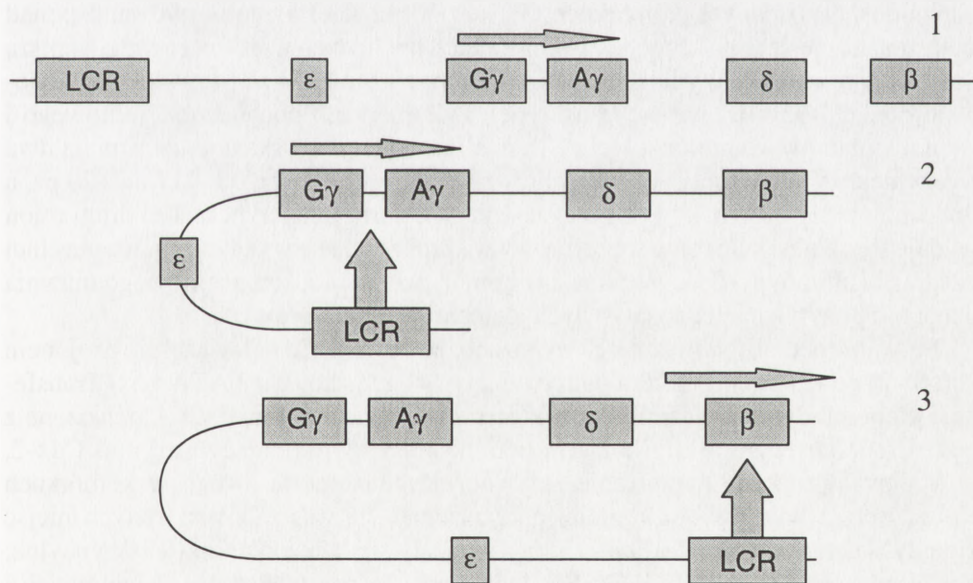 1
LCR ε Gγ Aγ δ β
2
Gγ Aγ δ β
ε
LCR
3
Gγ Aγ δ β
ε LCR